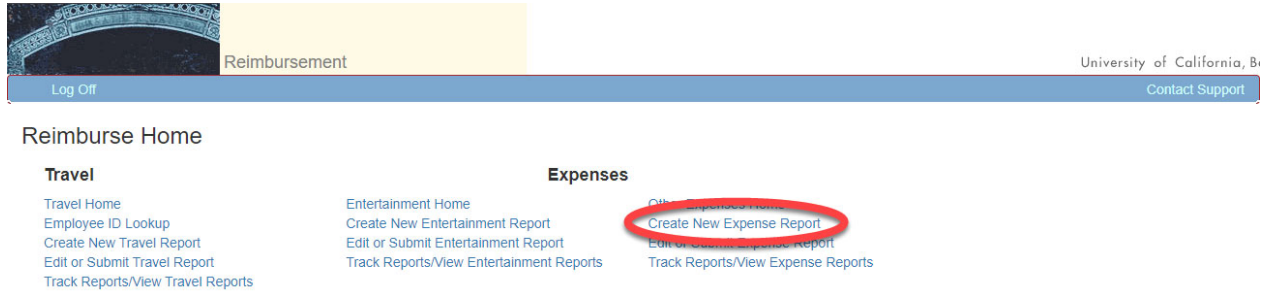 Reimbursement
University of California, Be
Log Off
Contact Support
Reimburse Home
Travel
Travel Home
Employee ID Lookup
Create New Travel Report
Edit or Submit Travel Report
Track Reports/View Travel Reports
Expenses
Entertainment Home
Create New Entertainment Report
Edit or Submit Entertainment Report
Track Reports/View Entertainment Reports
Other Expenses Home
Create New Expense Report
Edit or Submit Expense Report
Track Reports/View Expense Reports